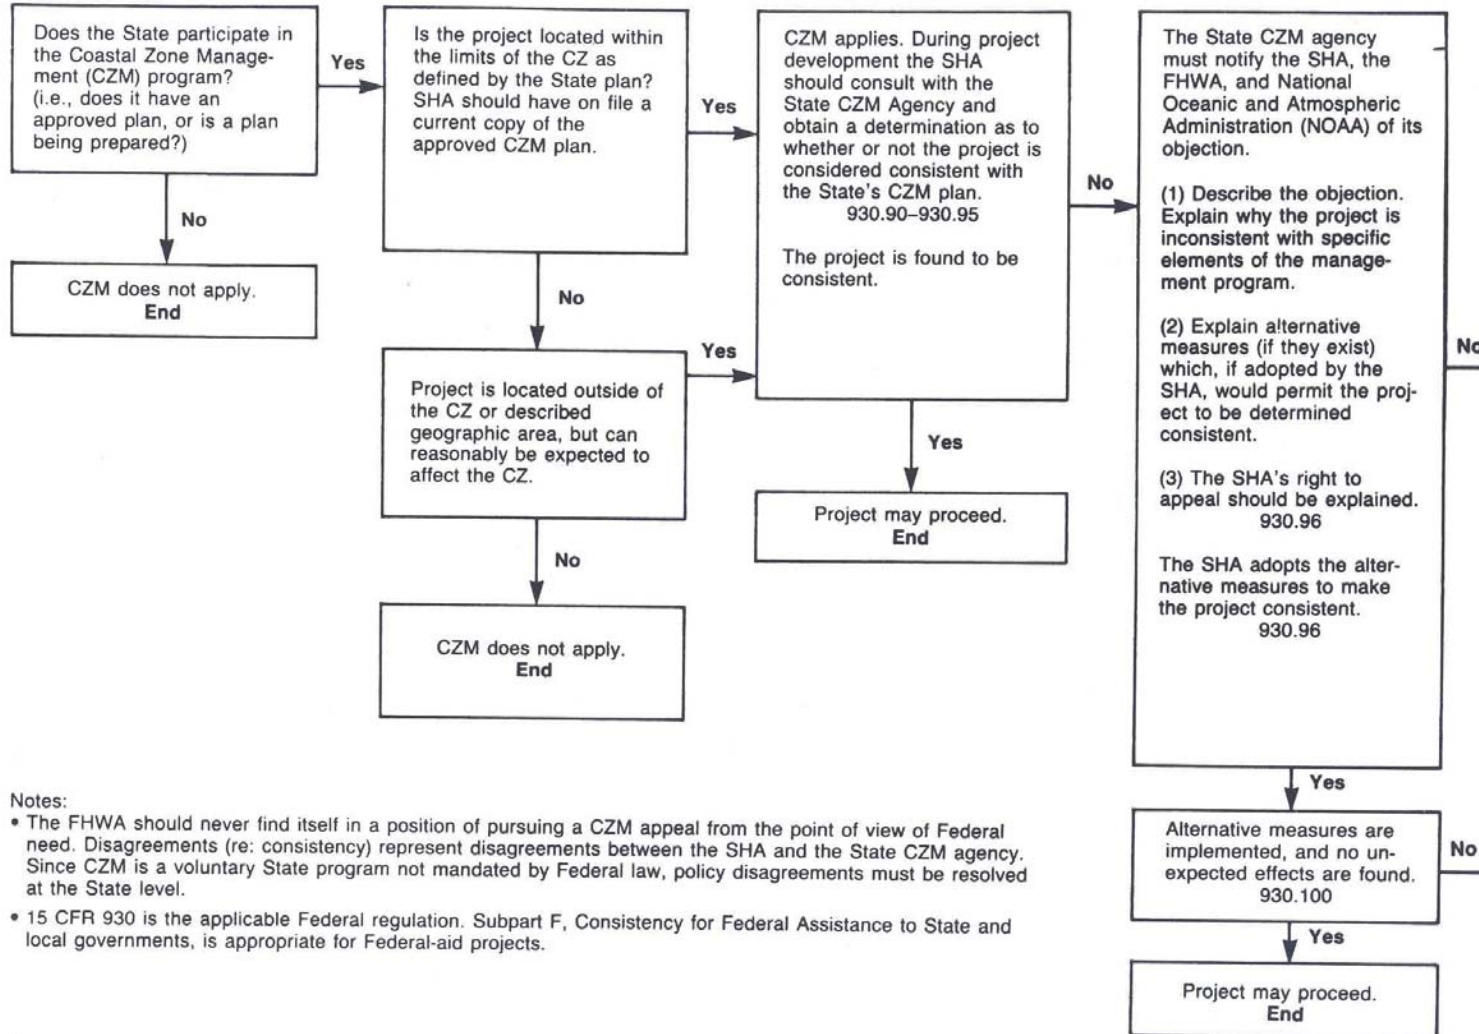 Does the State participate in
the Coastal Zone Manage-
ment (CZM) program?
(i.e., does it have an
approved plan, or is a plan
being prepared?)
Yes
No
CZM does not apply.
End
Is the project located within
the limits of the CZ as
defined by the State plan?
SHA should have on file a
current copy of the
approved CZM plan.
Yes
No
Project is located outside of
the CZ or described
geographic area, but can
reasonably be expected to
affect the CZ.
Yes
No
CZM does not apply.
End
CZM applies. During project
development the SHA
should consult with the
State CZM Agency and
obtain a determination as to
whether or not the project is
considered consistent with
the State's CZM plan.
930.90–930.95
The project is found to be
consistent.
No
Yes
Project may proceed.
End
The State CZM agency
must notify the SHA, the
FHWA, and National
Oceanic and Atmospheric
Administration (NOAA) of its
objection.
(1) Describe the objection.
Explain why the project is
inconsistent with specific
elements of the manage-
ment program.
(2) Explain alternative
measures (if they exist)
which, if adopted by the
SHA, would permit the proj-
ect to be determined
consistent.
(3) The SHA's right to
appeal should be explained.
930.96
The SHA adopts the alter-
native measures to make
the project consistent.
930.96
No
Yes
Alternative measures are
implemented, and no un-
expected effects are found.
930.100
No
Yes
Project may proceed.
End
Notes:
• The FHWA should never find itself in a position of pursuing a CZM appeal from the point of view of Federal
need. Disagreements (re: consistency) represent disagreements between the SHA and the State CZM agency.
Since CZM is a voluntary State program not mandated by Federal law, policy disagreements must be resolved
at the State level.
• 15 CFR 930 is the applicable Federal regulation. Subpart F, Consistency for Federal Assistance to State and
local governments, is appropriate for Federal-aid projects.